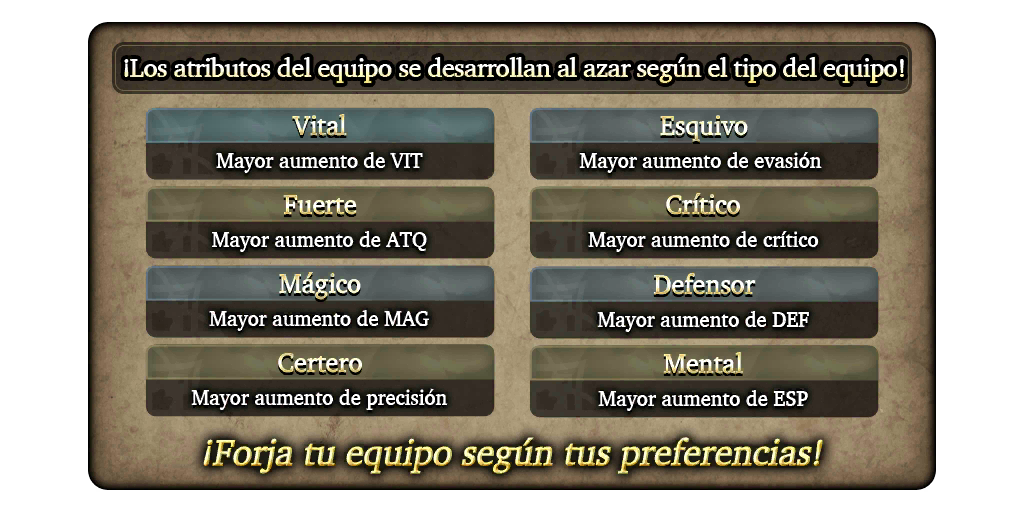 ¡Los atributos del equipo se desarrollan al azar según el tipo del equipo!
Vital
Mayor aumento de VIT
Esquivo
Mayor aumento de evasión
Fuerte
Mayor aumento de ATQ
Crítico
Mayor aumento de crítico
Mágico
Mayor aumento de MAG
Defensor
Mayor aumento de DEF
Certero
Mayor aumento de precisión
Mental
Mayor aumento de ESP
¡Forja tu equipo según tus preferencias!